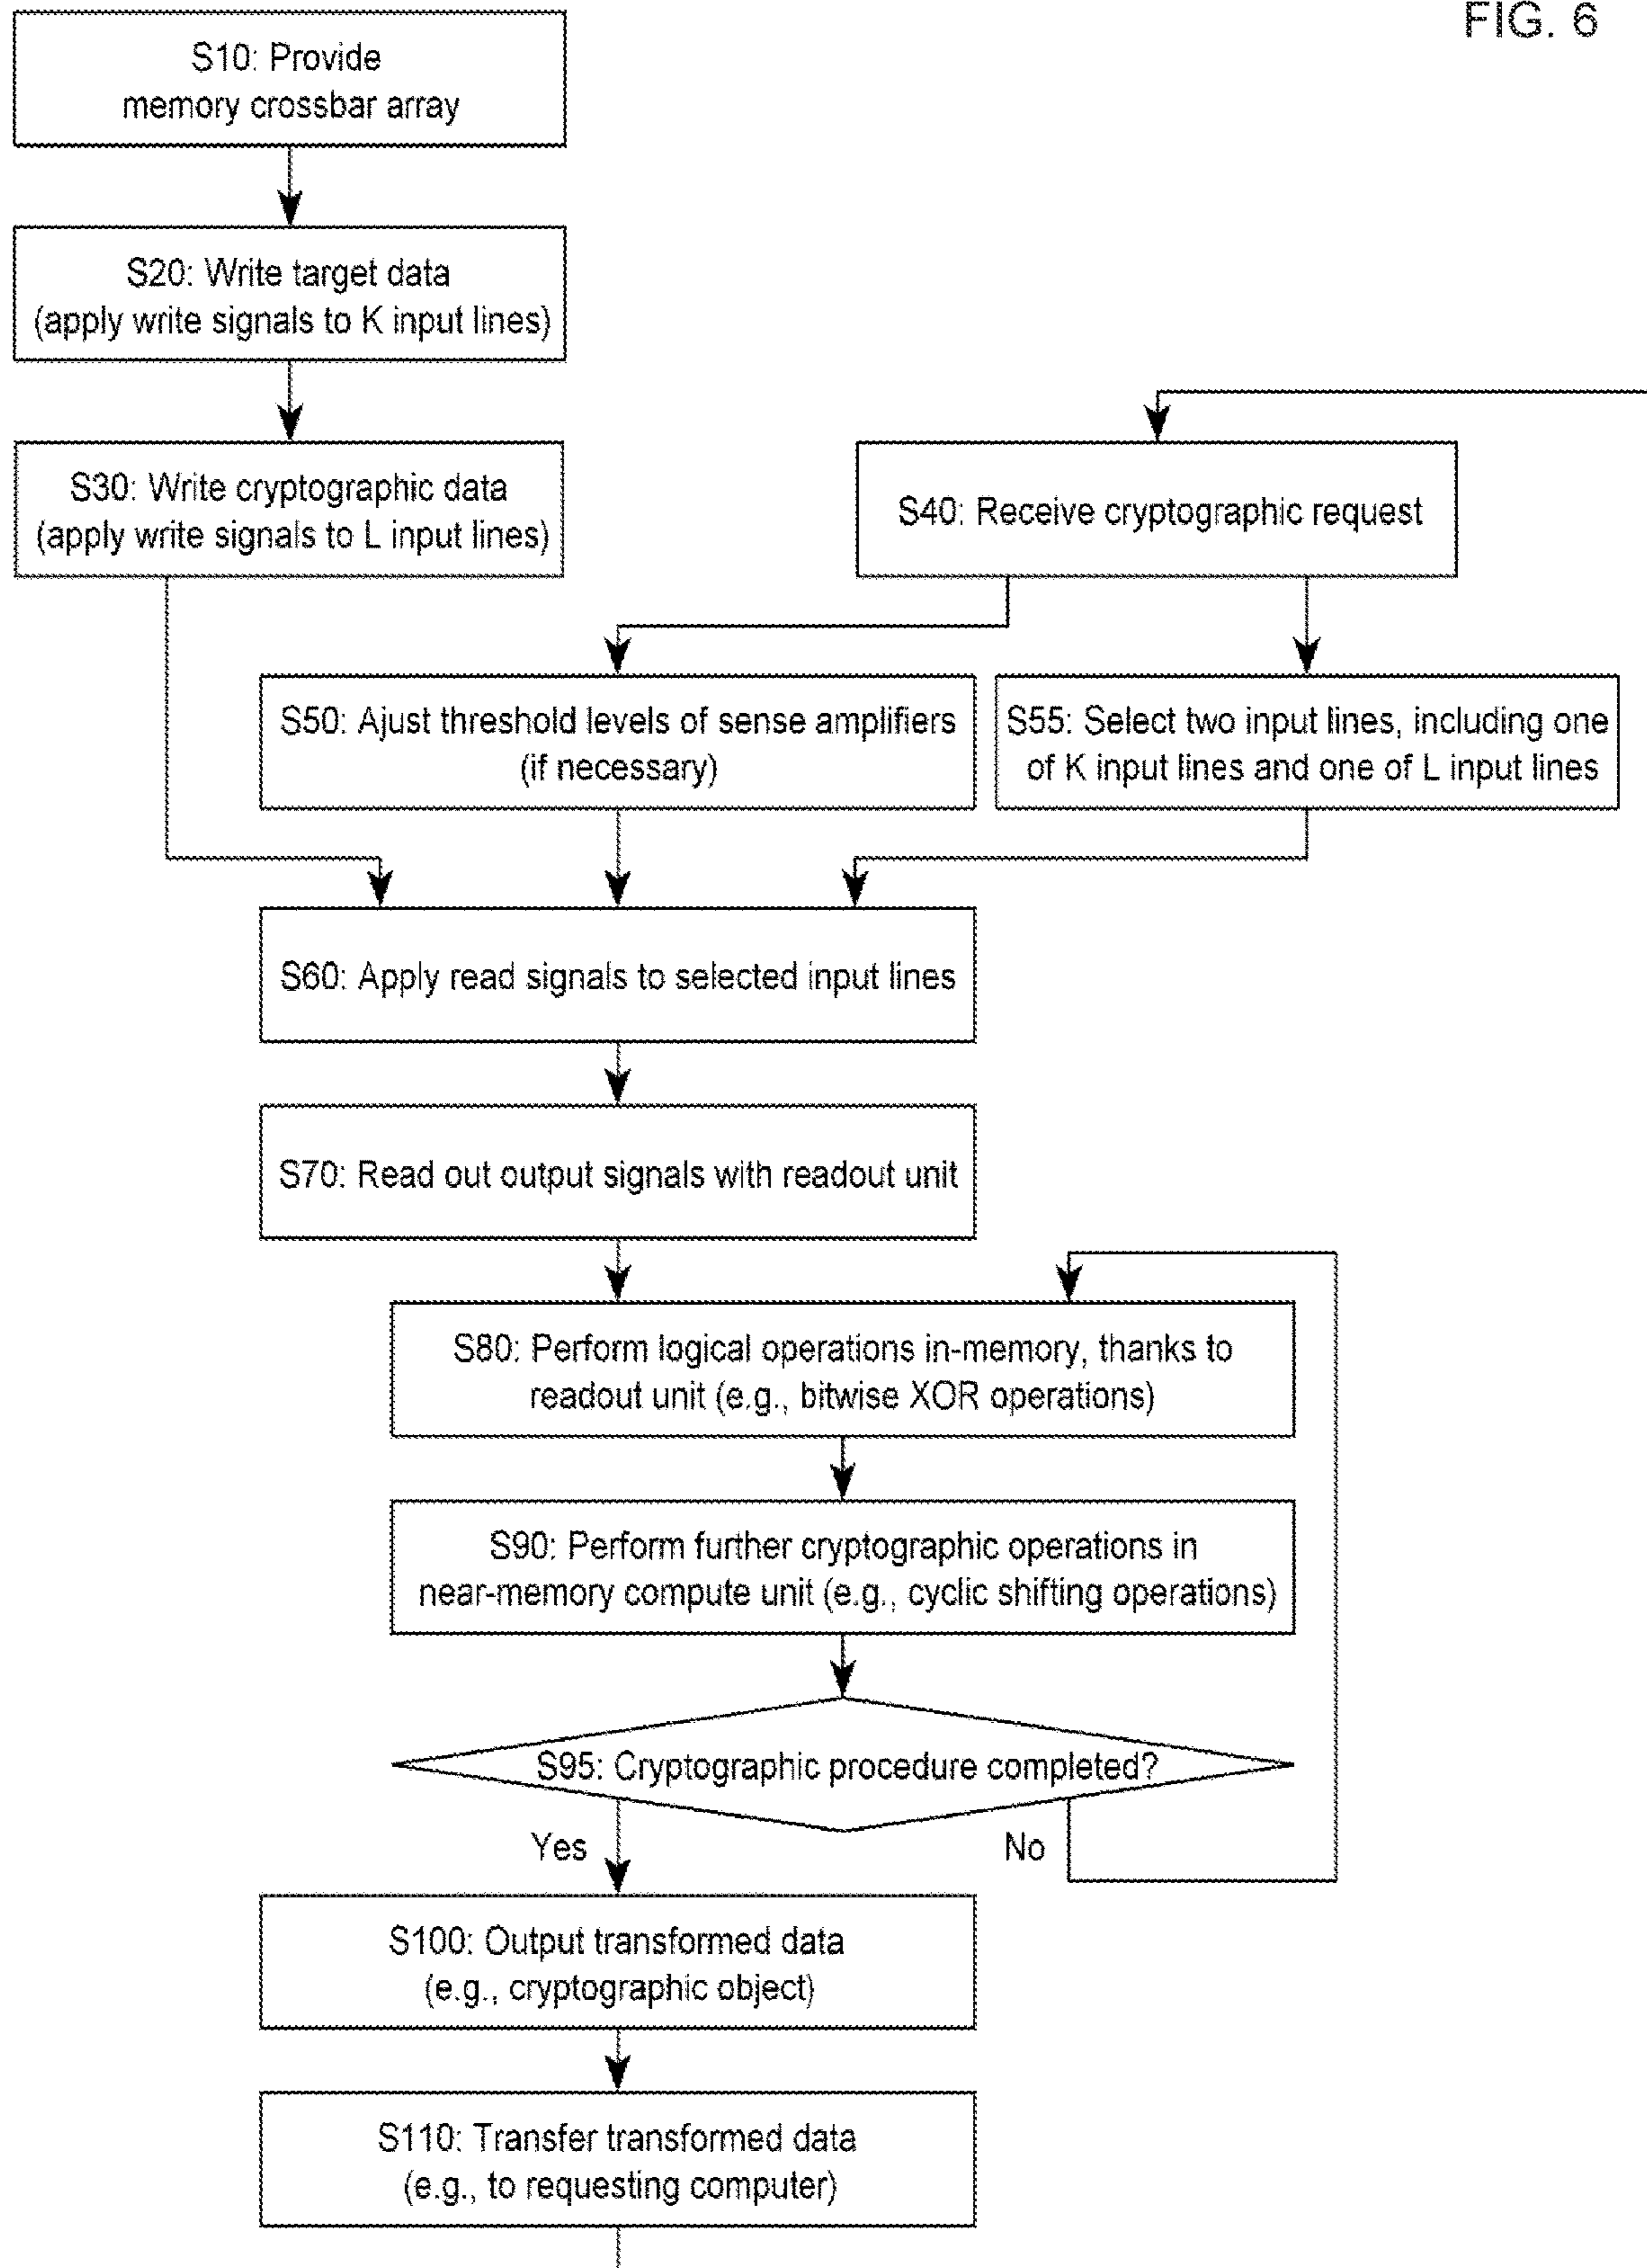 FIG. 6
S10: Provide
memory crossbar array
S20: Write target data
(apply write signals to K input lines)
S30: Write cryptographic data
(apply write signals to L input lines)
S40: Receive cryptographic request
S50: Ajust threshold levels of sense amplifiers
(if necessary)
S55: Select two input lines, including one
of K input lines and one of L input lines
S60: Apply read signals to selected input lines
S70: Read out output signals with readout unit
S80: Perform logical operations in-memory, thanks to
readout unit (e.g., bitwise XOR operations)
S90: Perform further cryptographic operations in
near-memory compute unit (e.g., cyclic shifting operations)
S95: Cryptographic procedure completed?
Yes
No
S100: Output transformed data
(e.g., cryptographic object)
S110: Transfer transformed data
(e.g., to requesting computer)